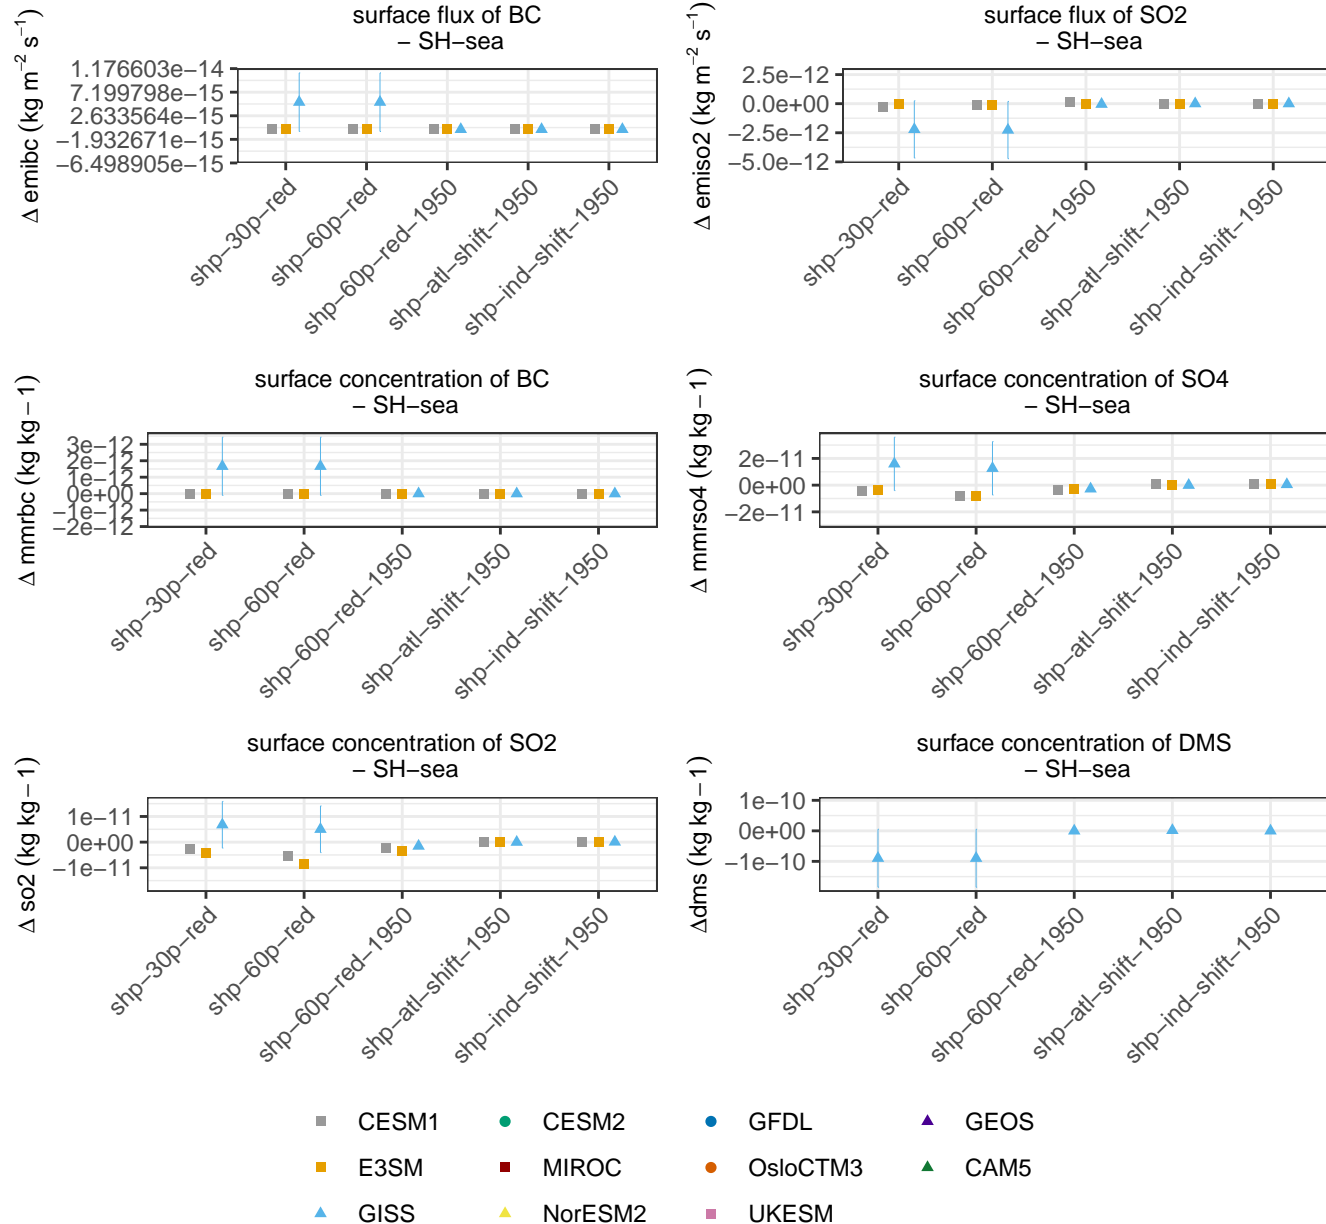 surface flux of BC
− SH−sea
Δ emibc (kg m−2 s−1)
1.176603e−14
7.199798e−15
2.633564e−15
−1.932671e−15
−6.498905e−15
shp−30p−red
shp−60p−red
shp−60p−red−1950
shp−atl−shift−1950
shp−ind−shift−1950
surface flux of SO2
− SH−sea
Δ emiso2 (kg m−2 s−1)
2.5e−12
0.0e+00
−2.5e−12
−5.0e−12
shp−30p−red
shp−60p−red
shp−60p−red−1950
shp−atl−shift−1950
shp−ind−shift−1950
surface concentration of BC
− SH−sea
Δ mmrbc (kg kg−1)
3e−12
2e−12
1e−12
0e+00
−1e−12
−2e−12
shp−30p−red
shp−60p−red
shp−60p−red−1950
shp−atl−shift−1950
shp−ind−shift−1950
surface concentration of SO4
− SH−sea
Δ mmrso4 (kg kg−1)
2e−11
0e+00
−2e−11
shp−30p−red
shp−60p−red
shp−60p−red−1950
shp−atl−shift−1950
shp−ind−shift−1950
surface concentration of SO2
− SH−sea
Δ so2 (kg kg−1)
1e−11
0e+00
−1e−11
shp−30p−red
shp−60p−red
shp−60p−red−1950
shp−atl−shift−1950
shp−ind−shift−1950
surface concentration of DMS
− SH−sea
Δdms (kg kg−1)
1e−10
0e+00
−1e−10
shp−30p−red
shp−60p−red
shp−60p−red−1950
shp−atl−shift−1950
shp−ind−shift−1950
CESM1 CESM2 GFDL GEOS
E3SM MIROC OsloCTM3 CAM5
GISS NorESM2 UKESM